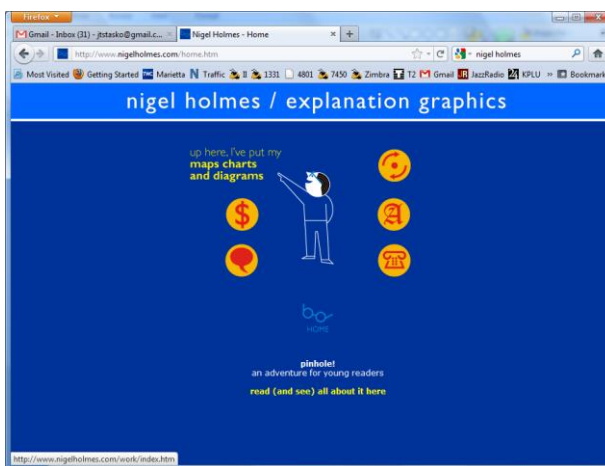 Firefox
Gmail - Inbox (31) - jtstasko@gmail.c...
Nigel Holmes - Home
http://www.nigelholmes.com/home.htm
nigel holmes
Most Visited Getting Started Marietta N Traffic II 1331 4801 7450 Zimbra T2 Gmail JazzRadio KPLU » Bookmark
nigel holmes / explanation graphics
up here, I've put my
maps charts
and diagrams
$
A
HOME
pinhole!
an adventure for young readers
read (and see) all about it here
http://www.nigelholmes.com/work/index.htm